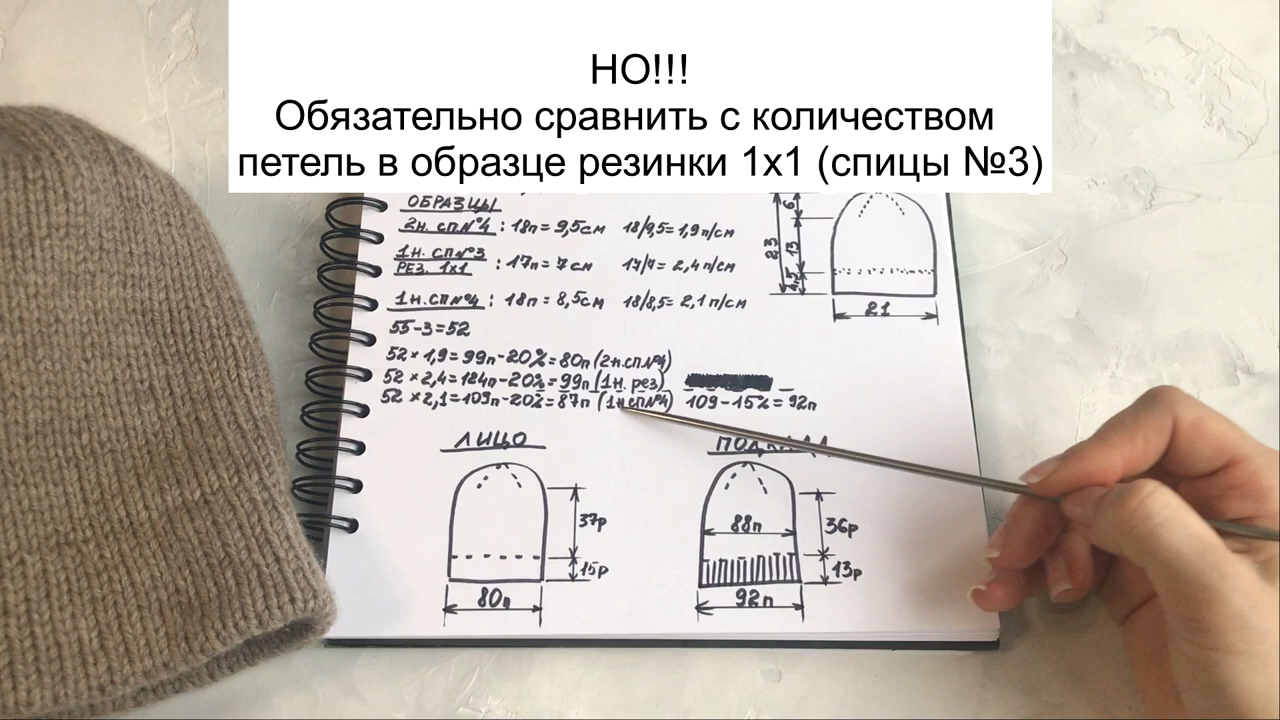 НО!!!
Обязательно сравнить с количеством
петель в образце резинки 1х1 (спицы №3)
ОБРАЗЦЫ
2н. сп.№4 : 18п = 9,5см 18/9,5 = 1,9п/см
1н. сп№3
рез. 1х1 : 17п = 7см 17/7 = 2,4п/см
1н.сп№4 : 18п = 8,5см 18/8,5 = 2,1п/см
55-3=52
52 × 1,9 = 99п-20% = 80п (2н.сп№4)
52 × 2,4 = 124п-20% = 99п (1н. рез)
52 × 2,1 = 109п-20% = 87п (1н.сп№4) 109-15% = 92п
6
23
13
21
ЛИЦО
37р
15р
80п
88п
36р
13р
92п